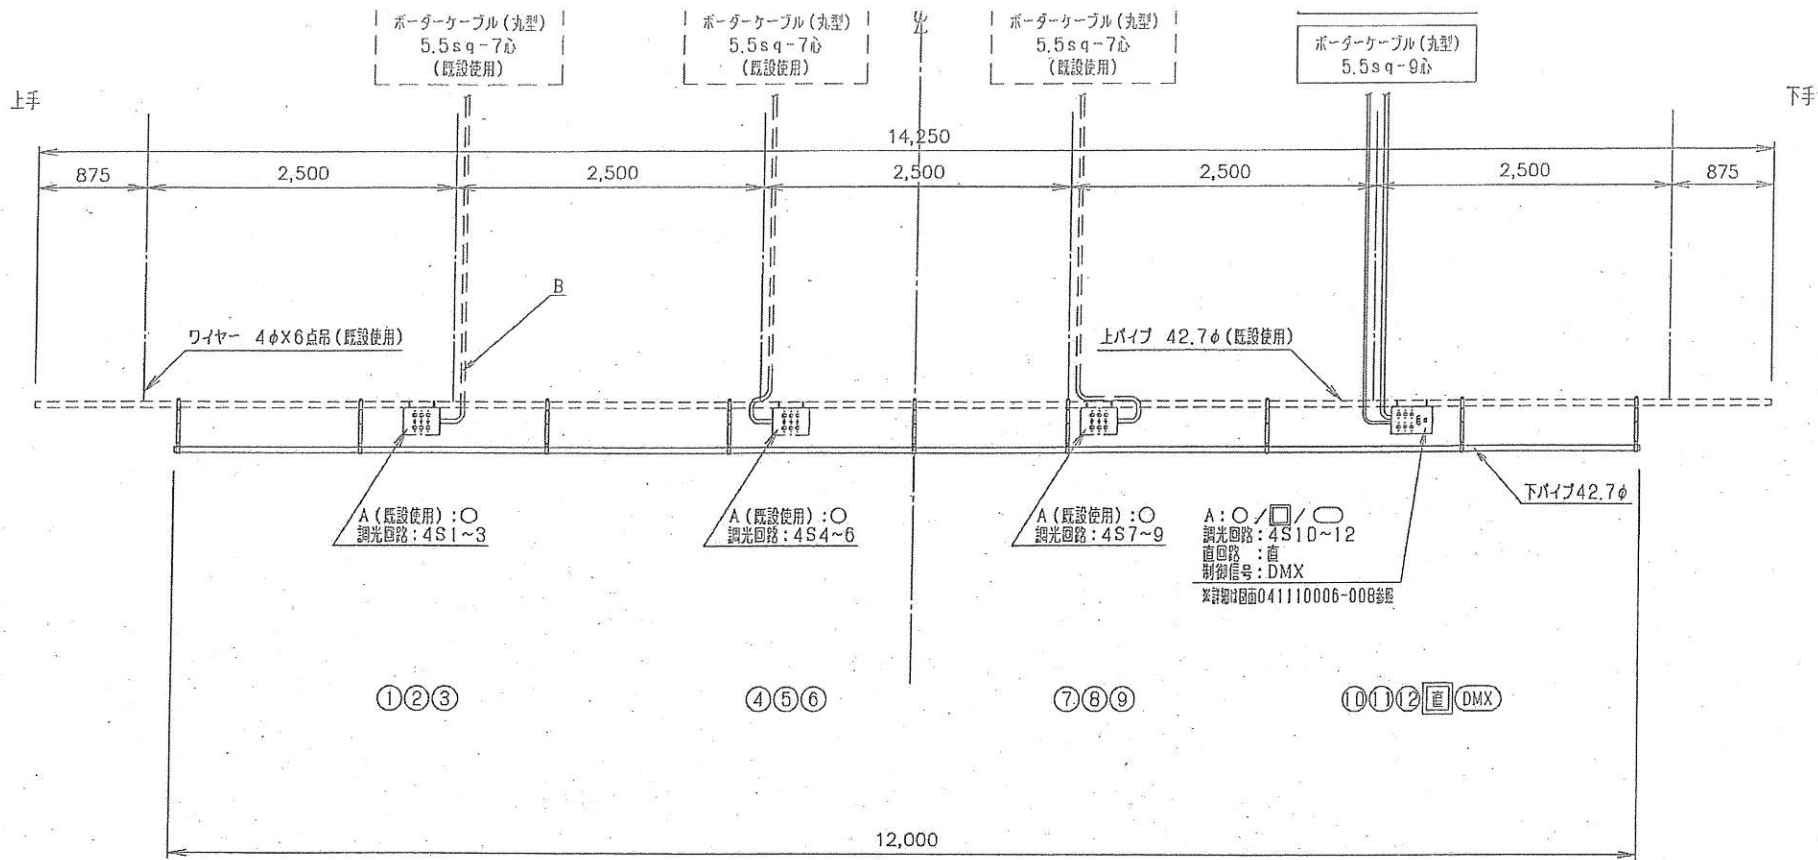 ボーダーケーブル(丸型)
5.5sq-7心
(既設使用)
ボーダーケーブル(丸型)
5.5sq-7心
(既設使用)
ボーダーケーブル(丸型)
5.5sq-7心
(既設使用)
ボーダーケーブル(丸型)
5.5sq-9心
上手
下手
14,250
875
2,500
2,500
2,500
2,500
2,500
875
B
ワイヤー 4φX6点吊(既設使用)
上パイプ 42.7φ(既設使用)
下パイプ42.7φ
A(既設使用):○
調光回路:4S1~3
A(既設使用):○
調光回路:4S4~6
A(既設使用):○
調光回路:4S7~9
A:○/回/⬭
調光回路:4S10~12
直回路 :直
制御信号:DMX
※詳細は図面041110006-008参照
①②③
④⑤⑥
⑦⑧⑨
⑩⑪⑫直DMX
12,000